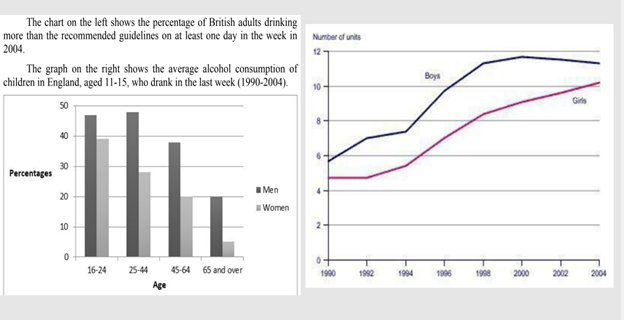 The chart on the left shows the percentage of British adults drinking
more than the recommended guidelines on at least one day in the week in
2004.
The graph on the right shows the average alcohol consumption of
children in England, aged 11-15, who drank in the last week (1990-2004).
50
40
30
20
10
0
Percentages
Men
Women
16-24 25-44 45-64 65 and over
Age
Number of units
12
10
8
6
4
2
0
Boys
Girls
1990 1992 1994 1996 1998 2000 2002 2004